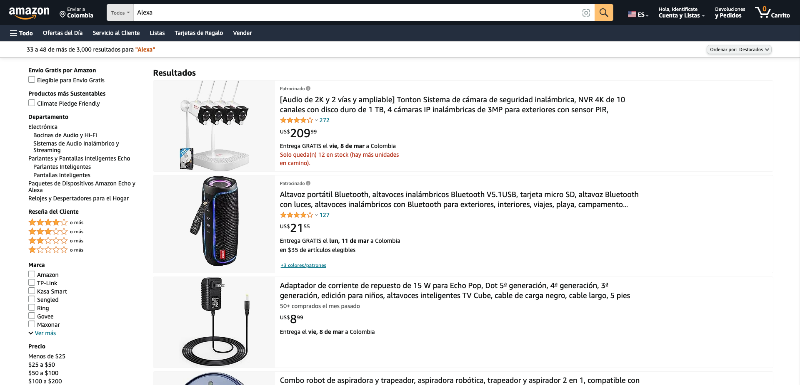 amazon
Enviar a
Colombia
Todos
Alexa
ES
Hola, Identifícate
Cuenta y Listas
Devoluciones
y Pedidos
0
Carrito
Todo
Ofertas del Día
Servicio al Cliente
Listas
Tarjetas de Regalo
Vender
33 a 48 de más de 3,000 resultados para "Alexa"
Ordenar por: Destacados
Envío Gratis por Amazon
Elegible para Envío Gratis
Productos más Sustentables
Climate Pledge Friendly
Departamento
Electrónica
Bocinas de Audio y Hi-Fi
Sistemas de Audio Inalámbrico y
Streaming
Parlantes y Pantallas Inteligentes Echo
Parlantes Inteligentes
Pantallas Inteligentes
Paquetes de Dispositivos Amazon Echo y
Alexa
Relojes y Despertadores para el Hogar
Reseña del Cliente
o más
o más
o más
o más
Marca
Amazon
TP-Link
Kasa Smart
Sengled
Ring
Govee
Maxonar
Ver más
Precio
Menos de $25
$25 a $50
$50 a $100
$100 a $200
Resultados
Patrocinado
[Audio de 2K y 2 vías y ampliable] Tonton Sistema de cámara de seguridad inalámbrica, NVR 4K de 10
canales con disco duro de 1 TB, 4 cámaras IP inalámbricas de 3MP para exteriores con sensor PIR,
272
US$209⁹⁹
Entrega GRATIS el vie, 8 de mar a Colombia
Solo queda(n) 12 en stock (hay más unidades
en camino).
Patrocinado
Altavoz portátil Bluetooth, altavoces inalámbricos Bluetooth V5.1USB, tarjeta micro SD, altavoz Bluetooth
con luces, altavoces inalámbricos con Bluetooth para exteriores, interiores, viajes, playa, campamento...
127
US$21⁵⁵
Entrega GRATIS el lun, 11 de mar a Colombia
en $35 de artículos elegibles
+3 colores/patrones
Adaptador de corriente de repuesto de 15 W para Echo Pop, Dot 5ª generación, 4ª generación, 3ª
generación, edición para niños, altavoces inteligentes TV Cube, cable de carga negro, cable largo, 5 pies
50+ comprados el mes pasado
US$8⁹⁹
Entrega el vie, 8 de mar a Colombia
Combo robot de aspiradora y trapeador, aspiradora robótica, trapeador y aspirador 2 en 1, compatible con